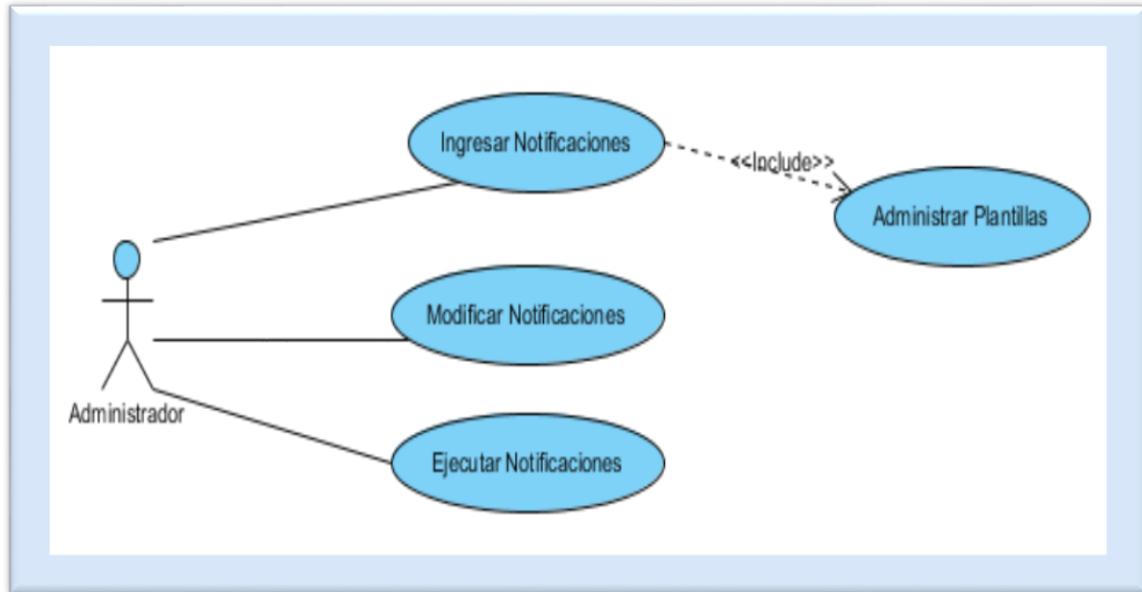 Ingresar Notificaciones
<<Include>>
Administrar Plantillas
Modificar Notificaciones
Administrador
Ejecutar Notificaciones